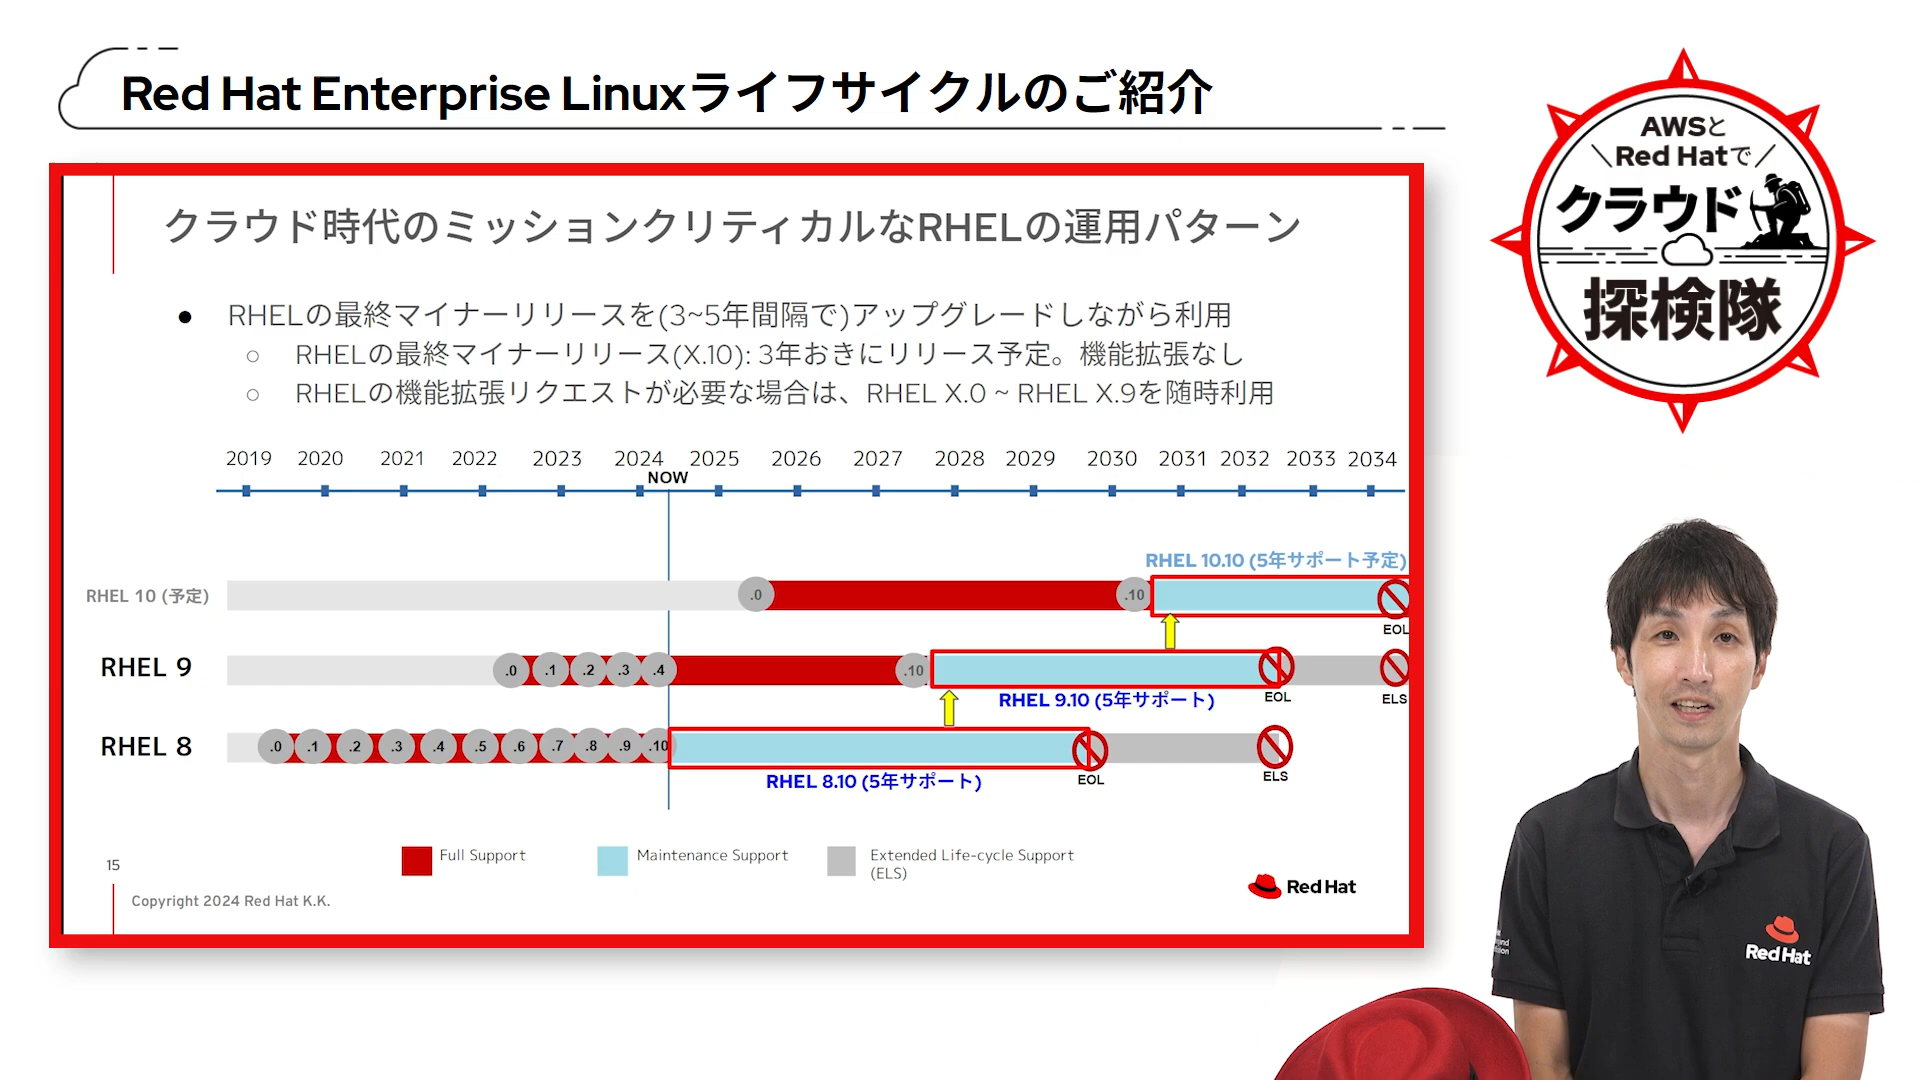 Red Hat Enterprise Linuxライフサイクルのご紹介
AWSと
Red Hatで
クラウド
探検隊
クラウド時代のミッションクリティカルなRHELの運用パターン
● RHELの最終マイナーリリースを(3~5年間隔で)アップグレードしながら利用
○ RHELの最終マイナーリリース(X.10): 3年おきにリリース予定。機能拡張なし
○ RHELの機能拡張リクエストが必要な場合は、RHEL X.0 ~ RHEL X.9を随時利用
2019 2020 2021 2022 2023 2024 2025 2026 2027 2028 2029 2030 2031 2032 2033 2034
NOW
RHEL 10.10 (5年サポート予定)
RHEL 10 (予定) .0 .10
EOL
RHEL 9 .0 .1 .2 .3 .4 .10
EOL ELS
RHEL 9.10 (5年サポート)
RHEL 8 .0 .1 .2 .3 .4 .5 .6 .7 .8 .9 .10
EOL ELS
RHEL 8.10 (5年サポート)
Full Support
Maintenance Support
Extended Life-cycle Support
(ELS)
15
Copyright 2024 Red Hat K.K.
Red Hat
Red Hat